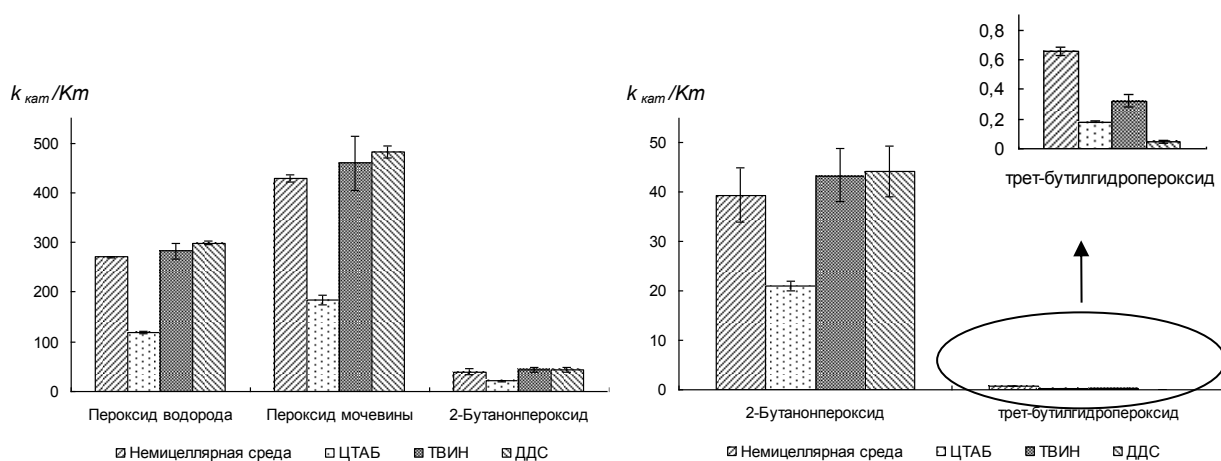 k кат /Km
500
400
300
200
100
0
Пероксид водорода Пероксид мочевины 2-Бутанонпероксид
Немицеллярная среда ЦТАБ ТВИН ДДС
k кат /Km
50
40
30
20
10
0
2-Бутанонпероксид трет-бутилгидропероксид
Немицеллярная среда ЦТАБ ТВИН ДДС
0,8
0,6
0,4
0,2
0
трет-бутилгидропероксид